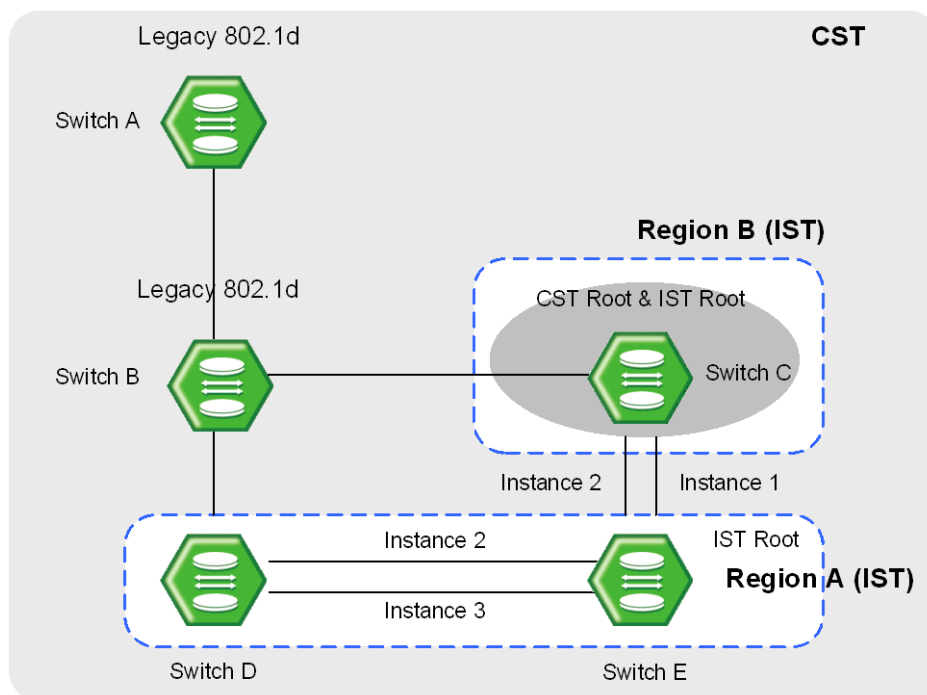 Legacy 802.1d
CST
Switch A
Region B (IST)
Legacy 802.1d
CST Root & IST Root
Switch B
Switch C
Instance 2
Instance 1
Instance 2
IST Root
Region A (IST)
Instance 3
Switch D
Switch E